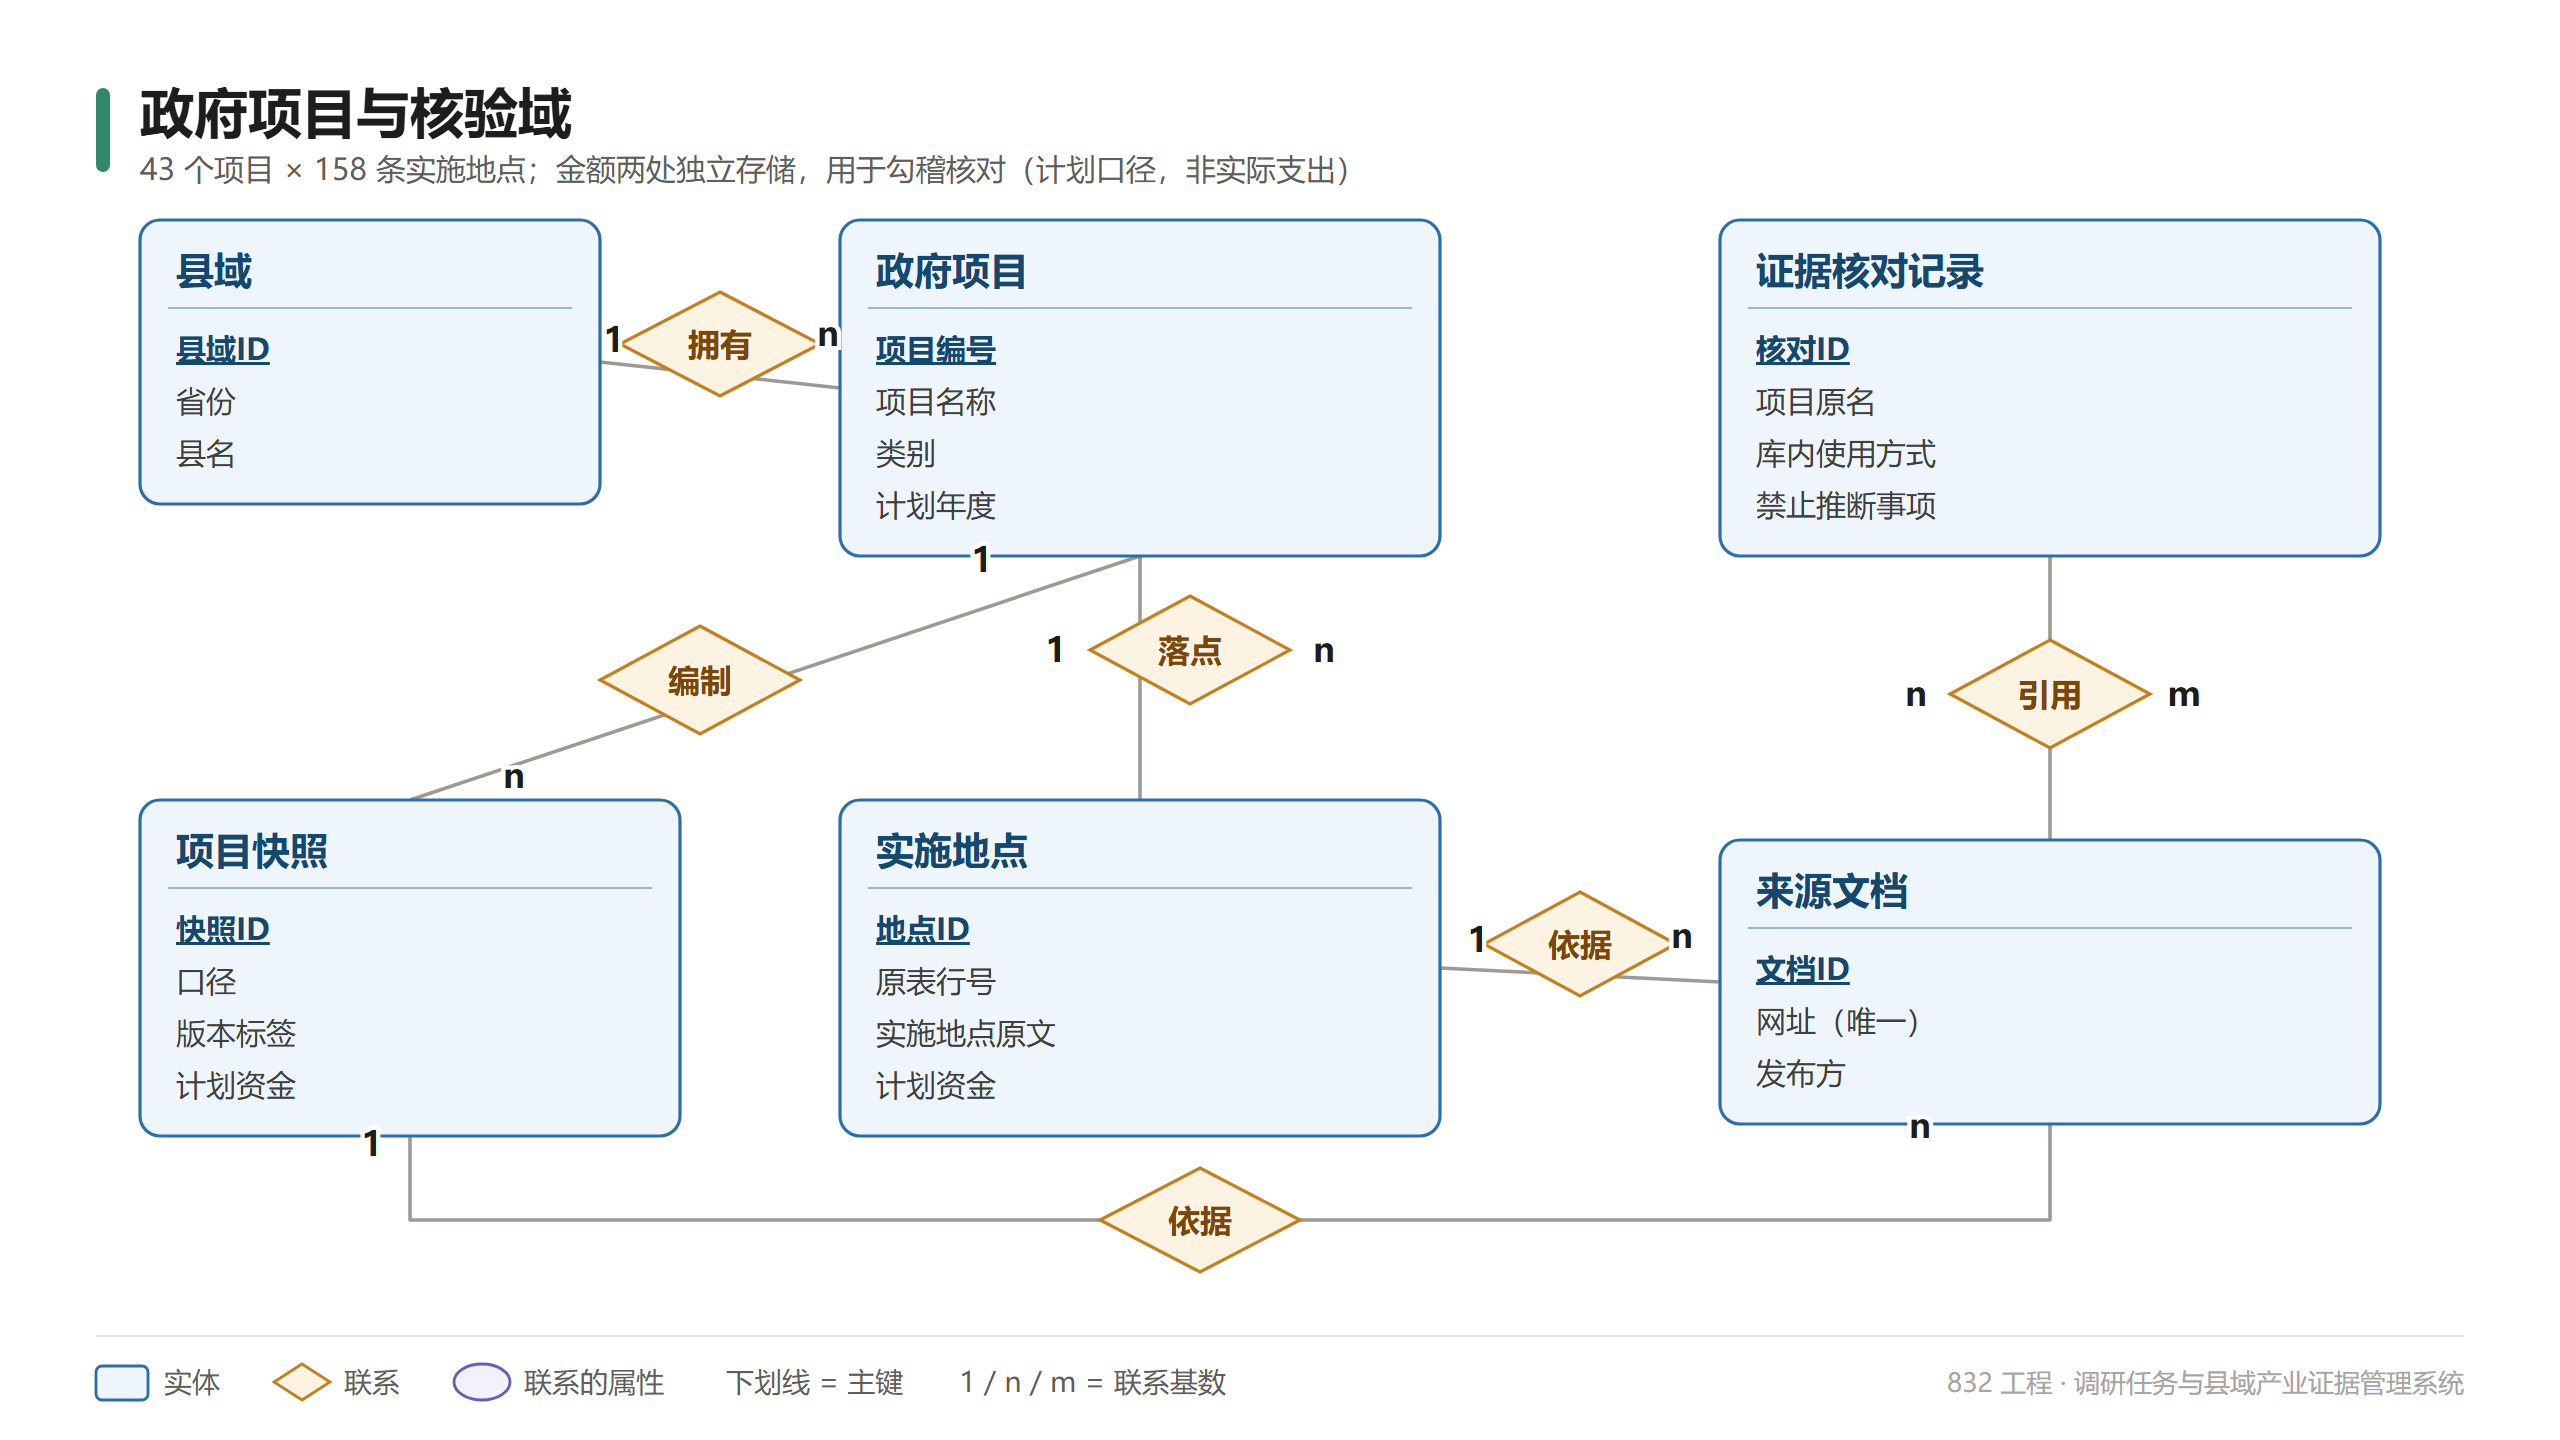 政府项目与核验域
43 个项目 × 158 条实施地点；金额两处独立存储，用于勾稽核对（计划口径，非实际支出）
县域
县域ID
省份
县名
1
拥有
n
政府项目
项目编号
项目名称
类别
计划年度
证据核对记录
核对ID
项目原名
库内使用方式
禁止推断事项
1
编制
n
1
落点
n
n
引用
m
项目快照
快照ID
口径
版本标签
计划资金
实施地点
地点ID
原表行号
实施地点原文
计划资金
1
依据
n
来源文档
文档ID
网址（唯一）
发布方
1
依据
n
实体
联系
联系的属性
下划线 = 主键
1 / n / m = 联系基数
832 工程 · 调研任务与县域产业证据管理系统